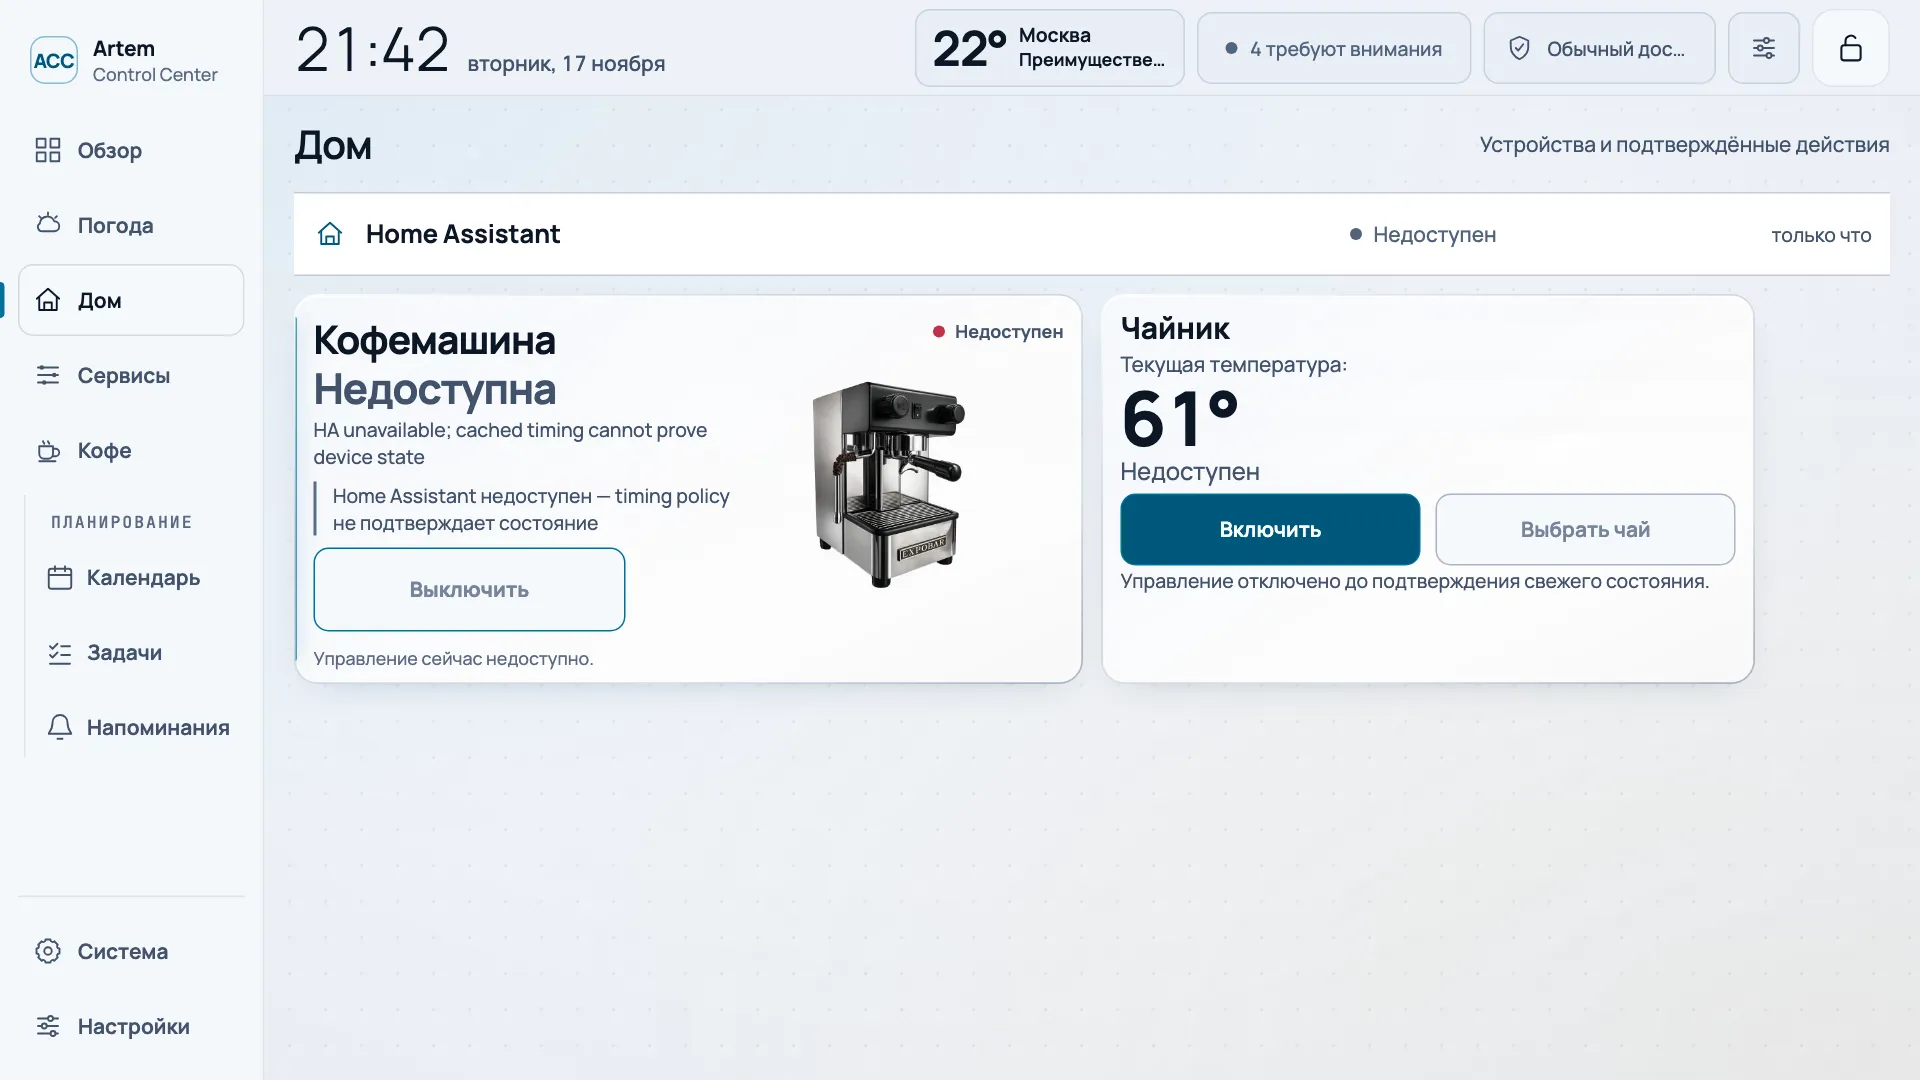 ACC
Artem
Control Center
21:42
вторник, 17 ноября
22°
Москва
Преимуществе...
4 требуют внимания
Обычный дос...
Обзор
Погода
Дом
Сервисы
Кофе
ПЛАНИРОВАНИЕ
Календарь
Задачи
Напоминания
Система
Настройки
Дом
Устройства и подтверждённые действия
Home Assistant
Недоступен
только что
Кофемашина
Недоступен
Недоступна
HA unavailable; cached timing cannot prove
device state
Home Assistant недоступен — timing policy
не подтверждает состояние
Выключить
Управление сейчас недоступно.
EXPOBAR
Чайник
Текущая температура:
61°
Недоступен
Включить
Выбрать чай
Управление отключено до подтверждения свежего состояния.